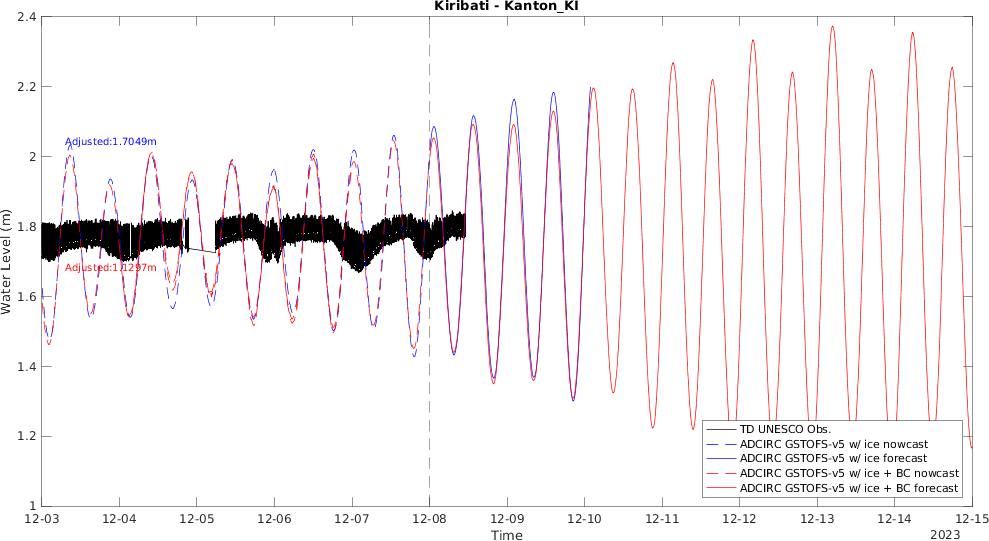 Kiribati - Kanton_KI
2.4
2.2
2
1.8
1.6
1.4
1.2
1
Water Level (m)
Adjusted:1.7049m
Adjusted:1.1297m
TD UNESCO Obs.
ADCIRC GSTOFS-v5 w/ ice nowcast
ADCIRC GSTOFS-v5 w/ ice forecast
ADCIRC GSTOFS-v5 w/ ice + BC nowcast
ADCIRC GSTOFS-v5 w/ ice + BC forecast
12-03 12-04 12-05 12-06 12-07 12-08 12-09 12-10 12-11 12-12 12-13 12-14 12-15
Time
2023